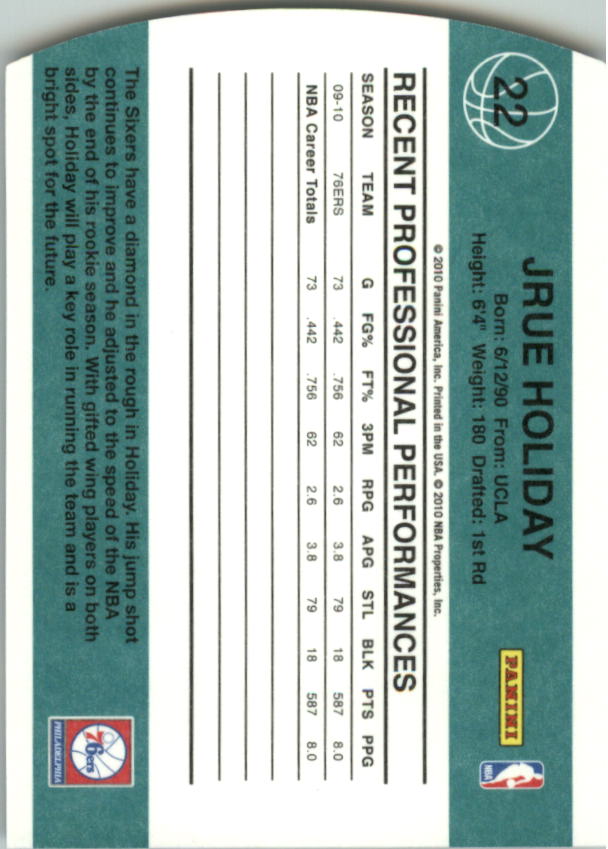 22
JRUE HOLIDAY
Born: 6/12/90 From: UCLA
Height: 6'4" Weight: 180 Drafted: 1st Rd
PANINI
NBA
© 2010 Panini America, Inc. Printed in the USA. © 2010 NBA Properties, Inc.
RECENT PROFESSIONAL PERFORMANCES
SEASON TEAM G FG% FT% 3PM RPG APG STL BLK PTS PPG
09-10 76ERS 73 .442 .756 62 2.6 3.8 79 18 587 8.0
NBA Career Totals 73 .442 .756 62 2.6 3.8 79 18 587 8.0
The Sixers have a diamond in the rough in Holiday. His jump shot
continues to improve and he adjusted to the speed of the NBA
by the end of his rookie season. With gifted wing players on both
sides, Holiday will play a key role in running the team and is a
bright spot for the future.
76ers
PHILADELPHIA